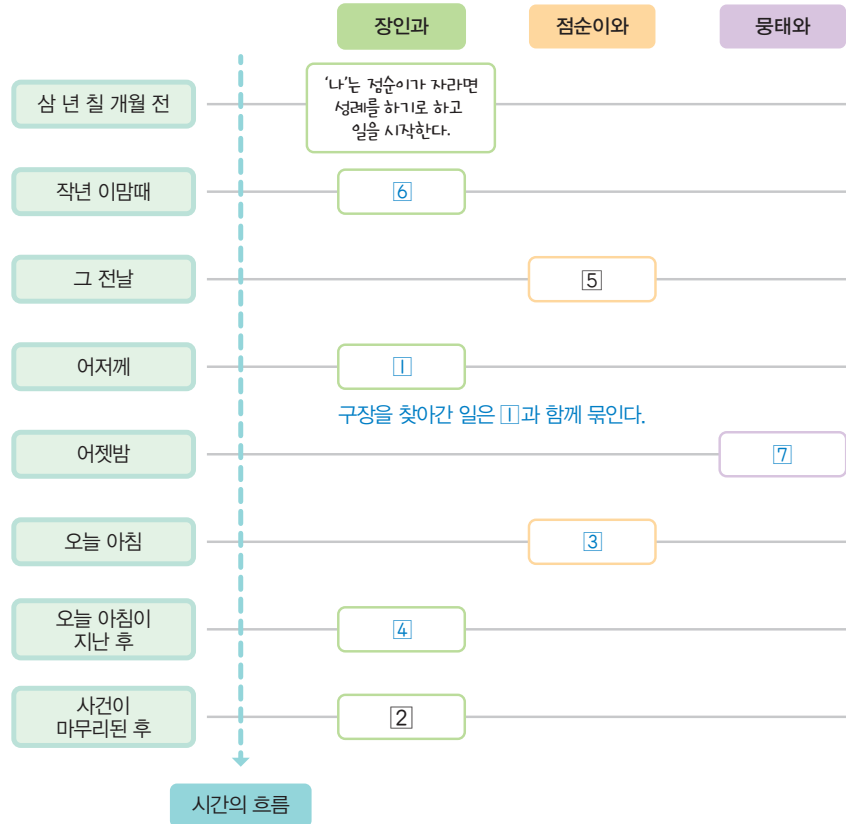 장인과 점순이와 뭉태와
삼 년 칠 개월 전
‘나’는 점순이가 자라면
성례를 하기로 하고
일을 시작한다.
작년 이맘때 6
그 전날 5
어저께 1
구장을 찾아간 일은 1과 함께 묶인다.
어젯밤 7
오늘 아침 3
오늘 아침이
지난 후
4
사건이
마무리된 후
2
시간의 흐름